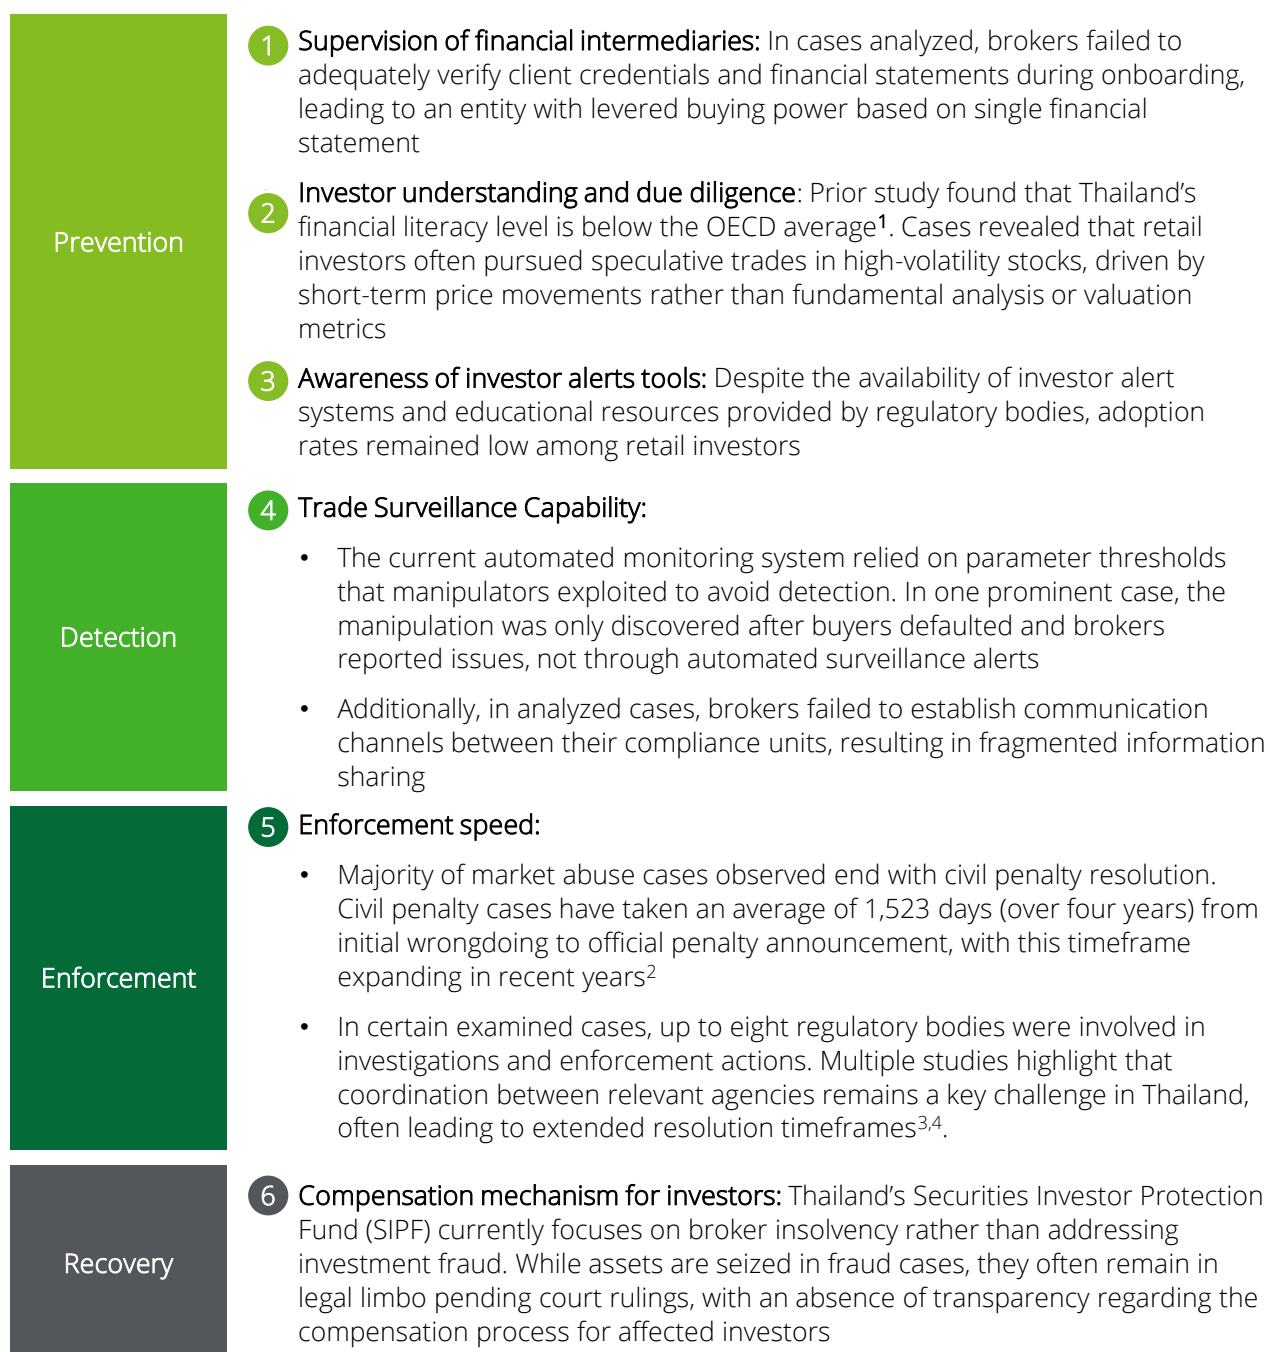 Prevention
1 Supervision of financial intermediaries: In cases analyzed, brokers failed to
adequately verify client credentials and financial statements during onboarding,
leading to an entity with levered buying power based on single financial
statement
2 Investor understanding and due diligence: Prior study found that Thailand’s
financial literacy level is below the OECD average¹. Cases revealed that retail
investors often pursued speculative trades in high-volatility stocks, driven by
short-term price movements rather than fundamental analysis or valuation
metrics
3 Awareness of investor alerts tools: Despite the availability of investor alert
systems and educational resources provided by regulatory bodies, adoption
rates remained low among retail investors
Detection
4 Trade Surveillance Capability:
• The current automated monitoring system relied on parameter thresholds
that manipulators exploited to avoid detection. In one prominent case, the
manipulation was only discovered after buyers defaulted and brokers
reported issues, not through automated surveillance alerts
• Additionally, in analyzed cases, brokers failed to establish communication
channels between their compliance units, resulting in fragmented information
sharing
Enforcement
5 Enforcement speed:
• Majority of market abuse cases observed end with civil penalty resolution.
Civil penalty cases have taken an average of 1,523 days (over four years) from
initial wrongdoing to official penalty announcement, with this timeframe
expanding in recent years²
• In certain examined cases, up to eight regulatory bodies were involved in
investigations and enforcement actions. Multiple studies highlight that
coordination between relevant agencies remains a key challenge in Thailand,
often leading to extended resolution timeframes³,⁴.
Recovery
6 Compensation mechanism for investors: Thailand’s Securities Investor Protection
Fund (SIPF) currently focuses on broker insolvency rather than addressing
investment fraud. While assets are seized in fraud cases, they often remain in
legal limbo pending court rulings, with an absence of transparency regarding the
compensation process for affected investors